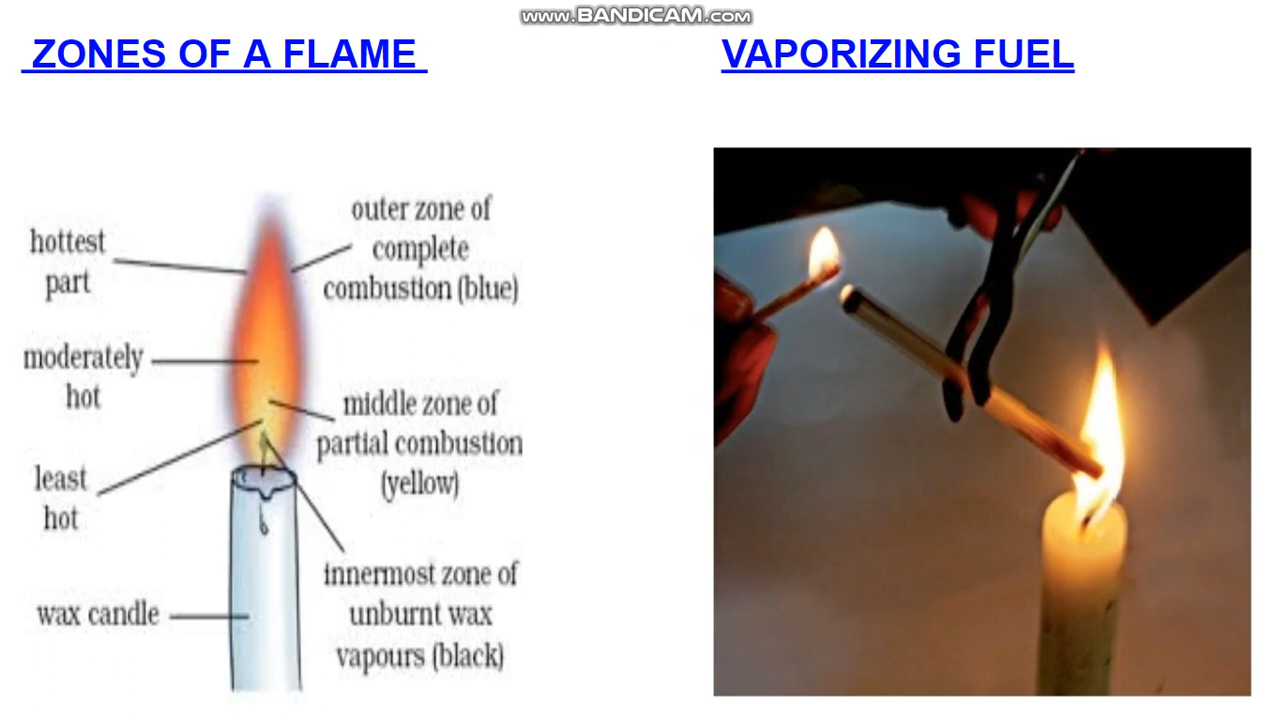 www.BANDICAM.com
ZONES OF A FLAME
VAPORIZING FUEL
hottest
part
moderately
hot
least
hot
wax candle
outer zone of
complete
combustion (blue)
middle zone of
partial combustion
(yellow)
innermost zone of
unburnt wax
vapours (black)